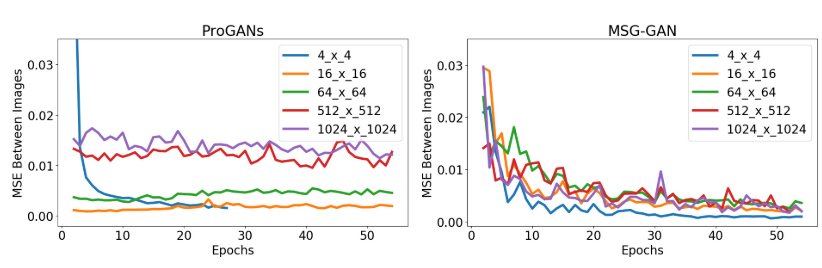 ProGANs
MSE Between Images
0.03
0.02
0.01
0.00
0
10
20
30
40
50
Epochs
4_x_4
16_x_16
64_x_64
512_x_512
1024_x_1024
MSG-GAN
MSE Between Images
0.03
0.02
0.01
0.00
0
10
20
30
40
50
Epochs
4_x_4
16_x_16
64_x_64
512_x_512
1024_x_1024